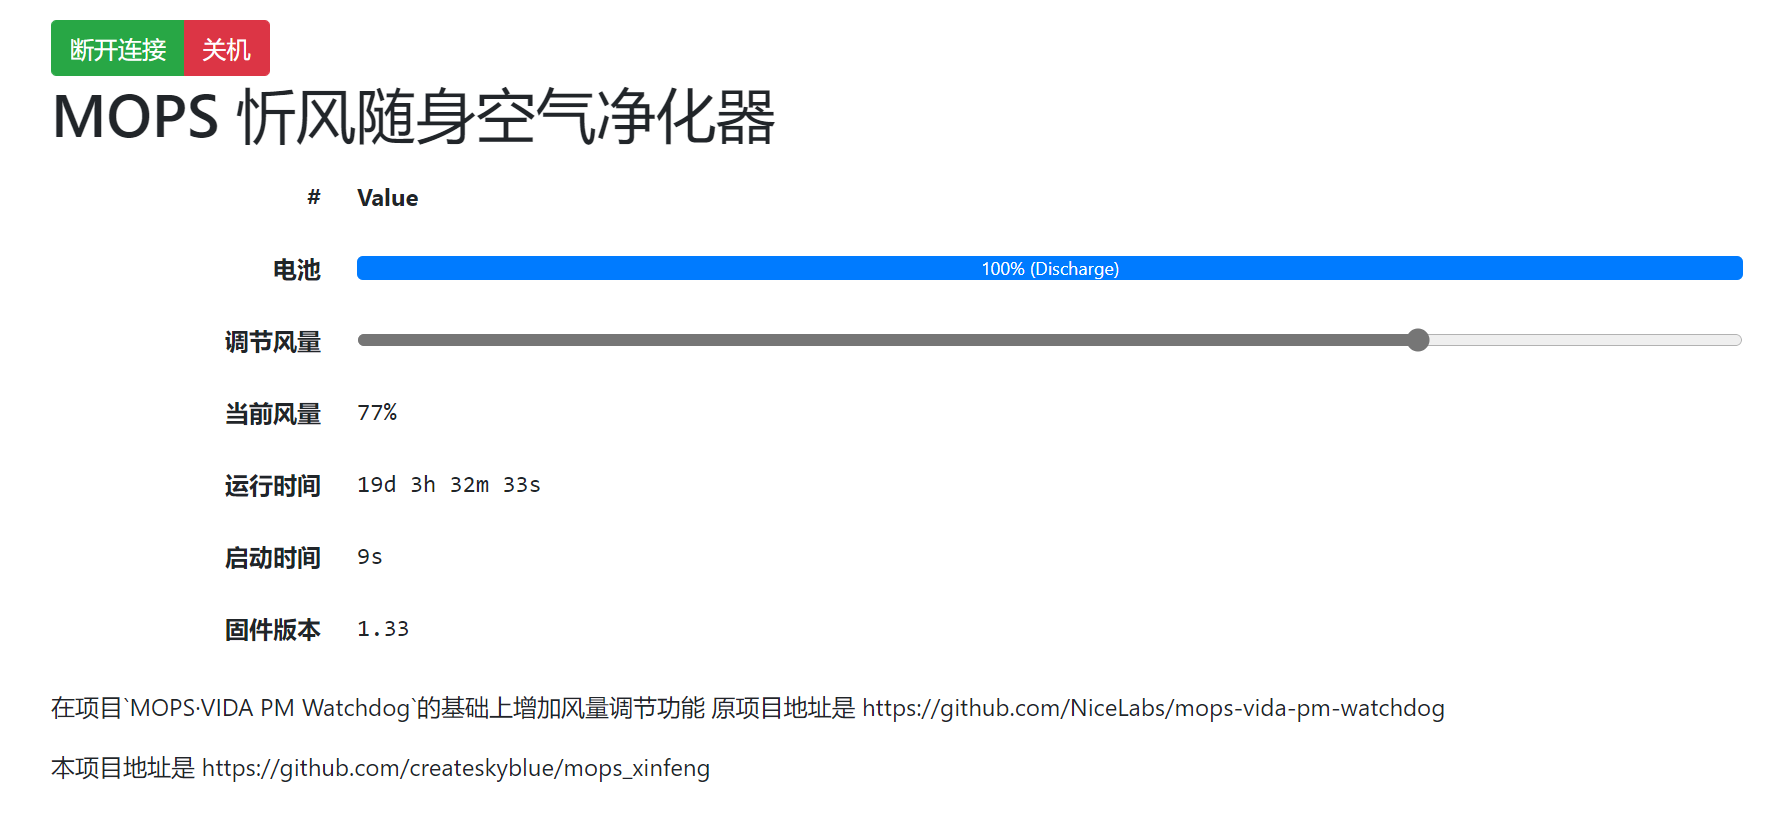 断开连接 关机
MOPS 忻风随身空气净化器
# Value
电池 100% (Discharge)
调节风量
当前风量 77%
运行时间 19d 3h 32m 33s
启动时间 9s
固件版本 1.33
在项目`MOPS·VIDA PM Watchdog`的基础上增加风量调节功能 原项目地址是 https://github.com/NiceLabs/mops-vida-pm-watchdog
本项目地址是 https://github.com/createskyblue/mops_xinfeng